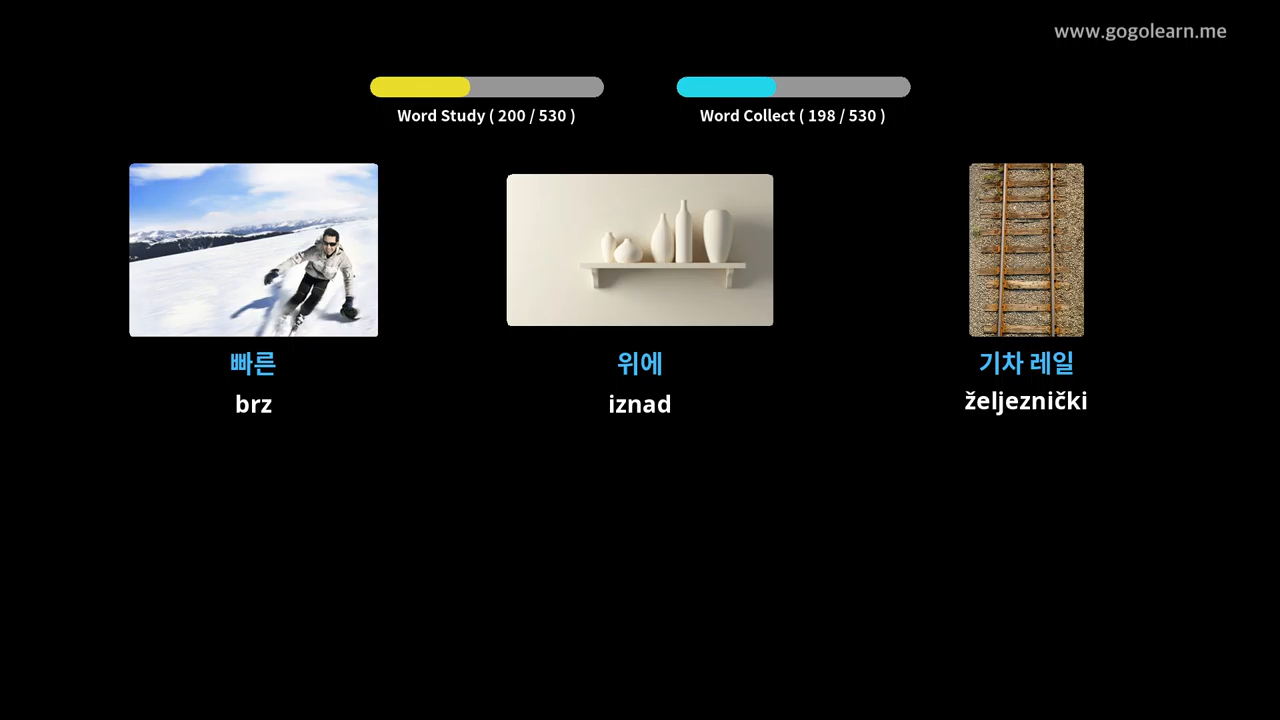 www.gogolearn.me
Word Study ( 200 / 530 )
Word Collect ( 198 / 530 )
빠른
위에
기차 레일
brz
iznad
željeznički